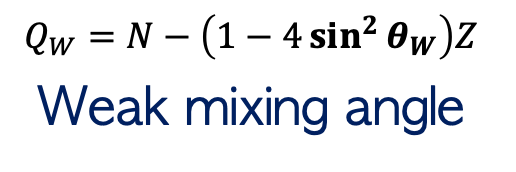 Q_W = N − (1 − 4 sin² θ_W)Z
Weak mixing angle